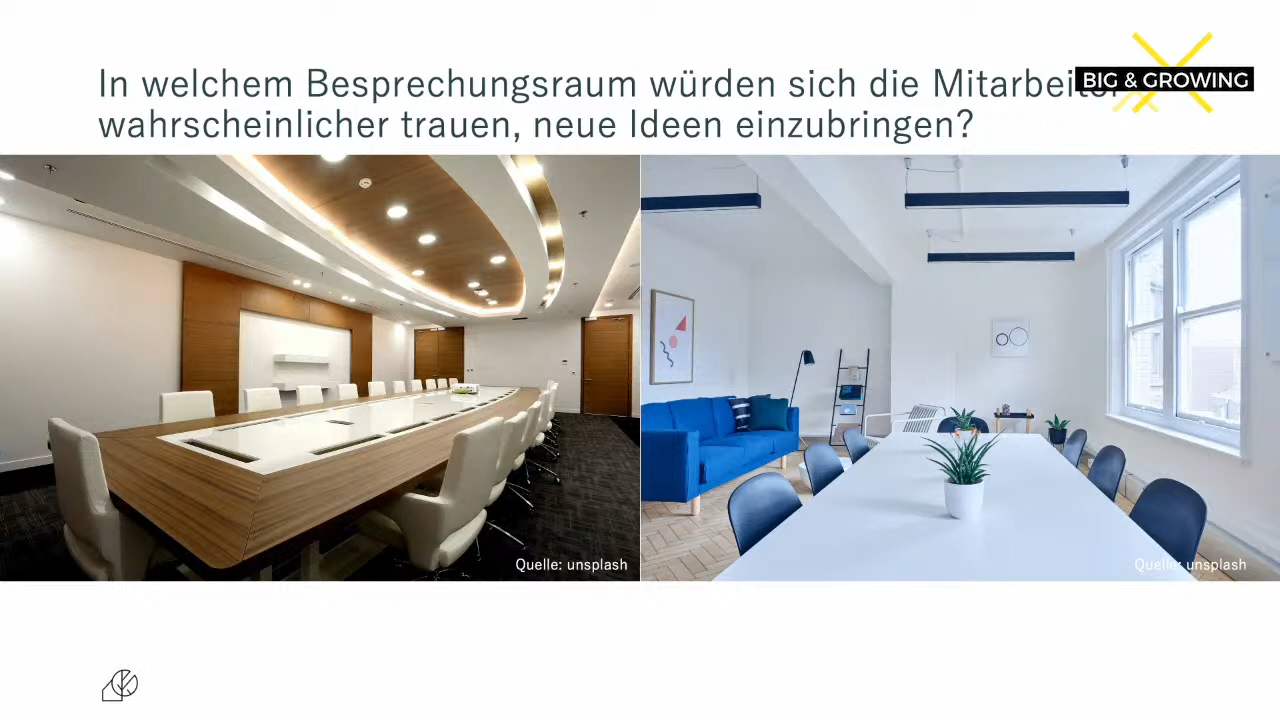 In welchem Besprechungsraum würden sich die Mitarbeiter
BIG & GROWING
wahrscheinlicher trauen, neue Ideen einzubringen?
Quelle: unsplash
Quelle: unsplash